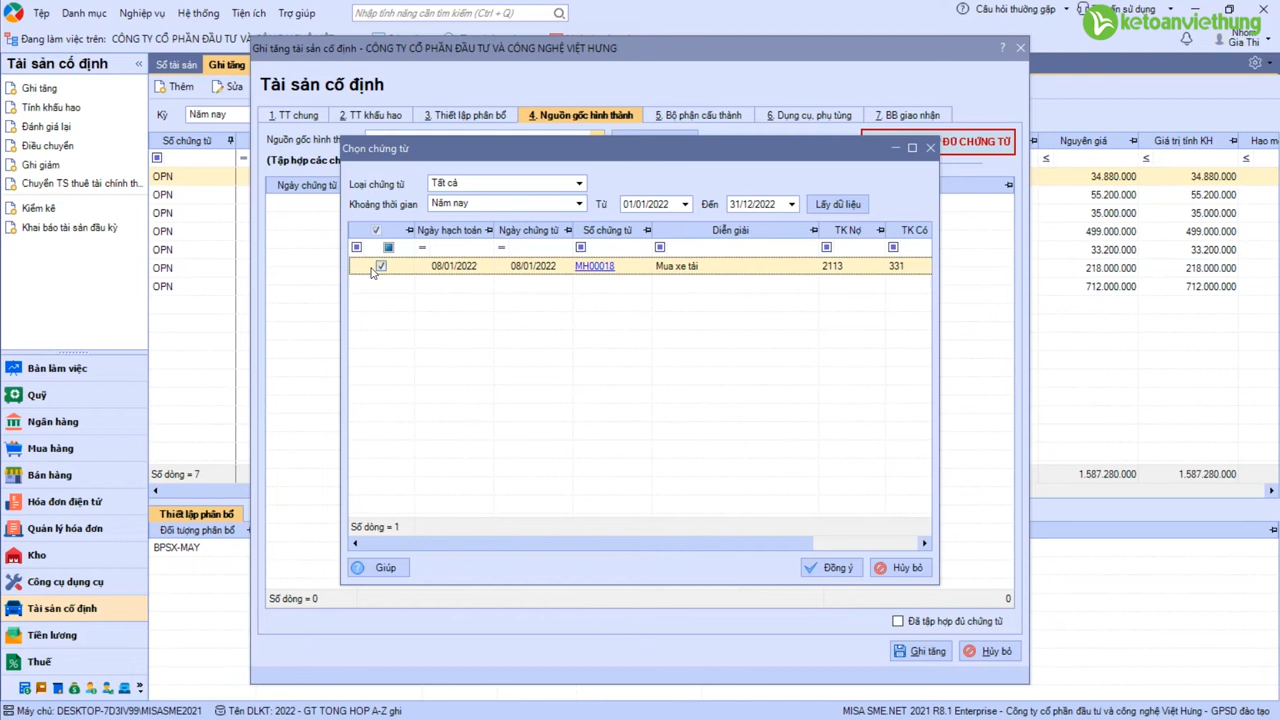 Tệp Danh mục Nghiệp vụ Hệ thống Tiện ích Trợ giúp
Nhập tính năng cần tìm kiếm (Ctrl + Q)
Câu hỏi thường gặp
ketoanviethung
Đang làm việc trên: CÔNG TY CỔ PHẦN ĐẦU TƯ VÀ CÔNG NGHỆ VIỆT HƯNG
Nhóm
Gia Thi
Tài sản cố định
Ghi tăng
Tính khấu hao
Đánh giá lại
Điều chuyển
Ghi giảm
Chuyển TS thuê tài chính th...
Kiểm kê
Khai báo tài sản đầu kỳ
Bàn làm việc
Quỹ
Ngân hàng
Mua hàng
Bán hàng
Hóa đơn điện tử
Quản lý hóa đơn
Kho
Công cụ dụng cụ
Tài sản cố định
Tiền lương
Thuế
Sổ tài sản Ghi tăng
Thêm Sửa
Kỳ Năm nay
Số chứng từ
=
OPN
OPN
OPN
OPN
OPN
OPN
OPN
Số dòng = 7
Thiết lập phân bổ
Đối tượng phân bổ
BPSX-MAY
Ghi tăng tài sản cố định - CÔNG TY CỔ PHẦN ĐẦU TƯ VÀ CÔNG NGHỆ VIỆT HƯNG
Tài sản cố định
1. TT chung 2. TT khấu hao 3. Thiết lập phân bổ 4. Nguồn gốc hình thành 5. Bộ phận cấu thành 6. Dụng cụ, phụ tùng 7. BB giao nhận
Nguồn gốc hình th
ĐỦ CHỨNG TỪ
(Tập hợp các ch
Ngày chứng từ
Chọn chứng từ
Loại chứng từ Tất cả
Khoảng thời gian Năm nay Từ 01/01/2022 Đến 31/12/2022 Lấy dữ liệu
Ngày hạch toán Ngày chứng từ Số chứng từ Diễn giải TK Nợ TK Có
= =
08/01/2022 08/01/2022 MH00018 Mua xe tải 2113 331
Số dòng = 1
Giúp Đồng ý Hủy bỏ
Số dòng = 0 0
Đã tập hợp đủ chứng từ
Ghi tăng Hủy bỏ
Nguyên giá Giá trị tính KH Hao m
≤ ≤ ≤
34.880.000 34.880.000
55.200.000 55.200.000
35.000.000 35.000.000
499.000.000 499.000.000
33.200.000 33.200.000
218.000.000 218.000.000
712.000.000 712.000.000
1.587.280.000 1.587.280.000
Máy chủ: DESKTOP-7D3IV99\MISASME2021 Tên DLKT: 2022 - GT TONG HOP A-Z ghi MISA SME.NET 2021 R8.1 Enterprise - Công ty cổ phần đầu tư và công nghệ Việt Hưng - GPSD đào tạo